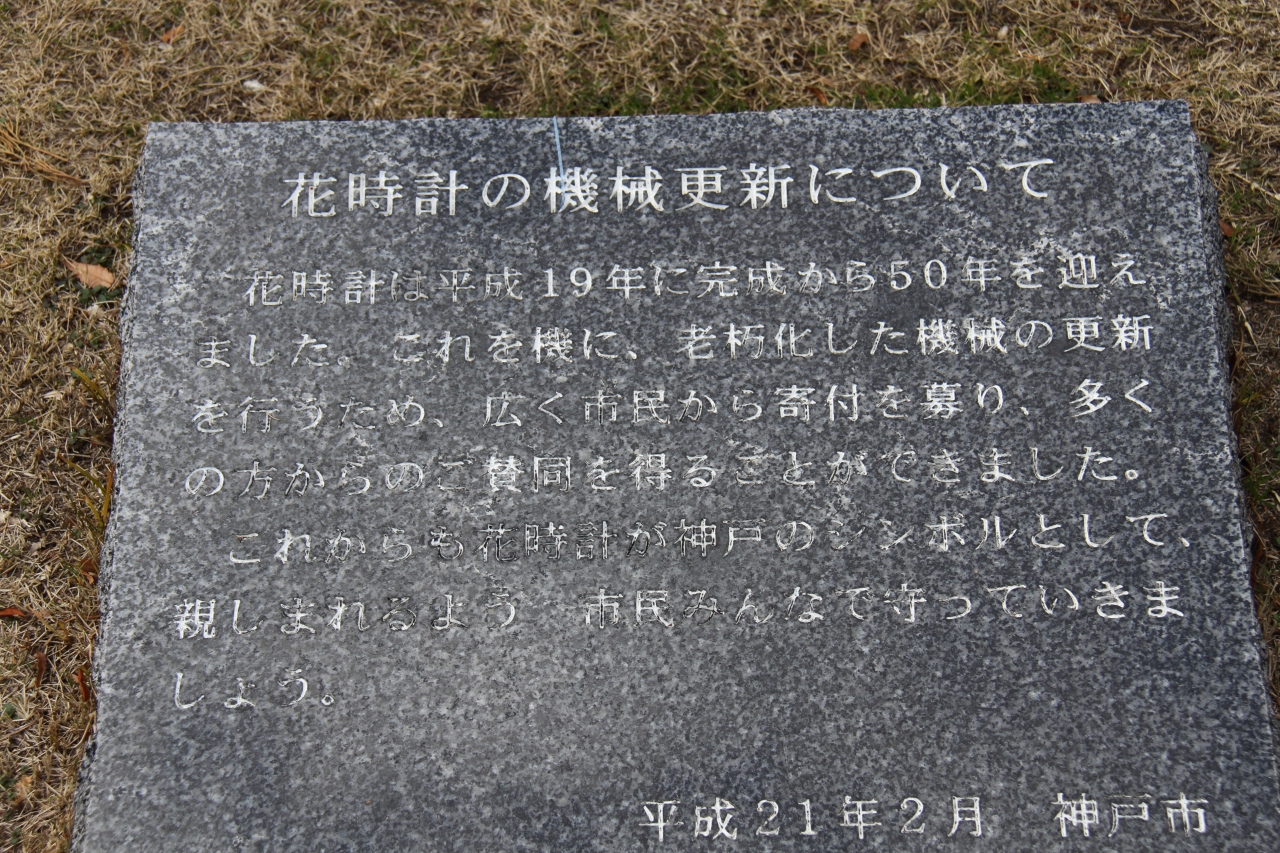 花時計の機械更新について
花時計は平成19年に完成から50年を迎え
ました。これを機に、老朽化した機械の更新
を行うため、広く市民から寄付を募り、多く
の方からのご賛同を得ることができました。
これからも花時計が神戸のシンボルとして、
親しまれるよう　市民みんなで守っていきま
しょう。
平成21年2月　神戸市